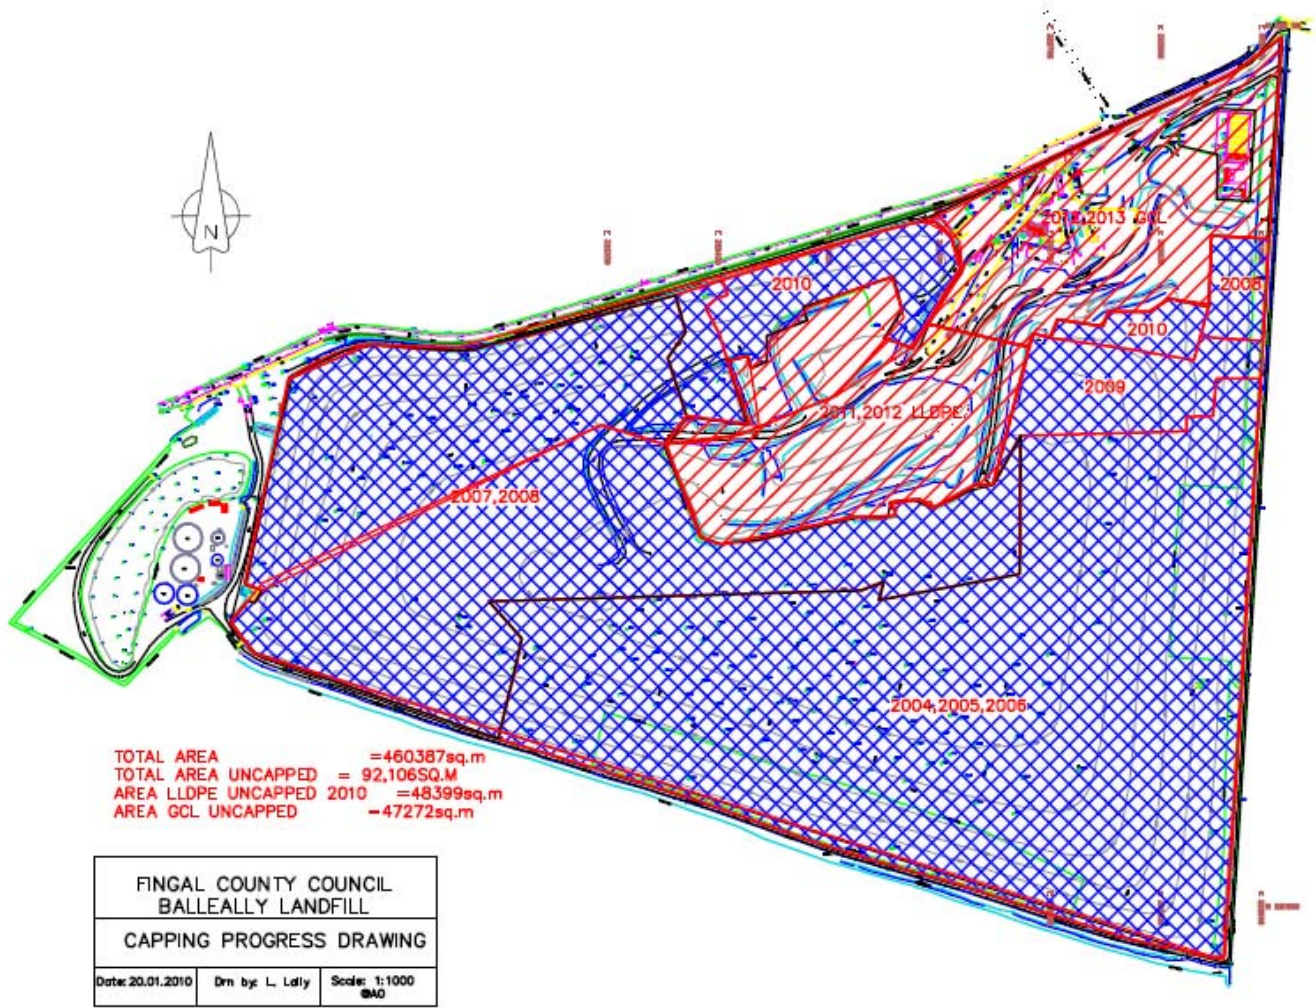 N
2012,2013 GCL
2010
2008
2010
2009
2011,2012 LLDPE
2007,2008
2004,2005,2006
TOTAL AREA =460387sq.m
TOTAL AREA UNCAPPED = 92,106SQ.M
AREA LLDPE UNCAPPED 2010 =48399sq.m
AREA GCL UNCAPPED =47272sq.m
FINGAL COUNTY COUNCIL
BALLEALLY LANDFILL
CAPPING PROGRESS DRAWING
Date: 20.01.2010 Drn by: L. Lally Scale: 1:1000
@A0